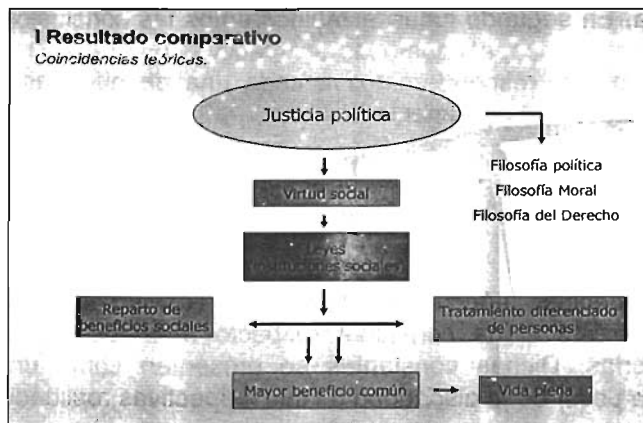 I Resultado comparativo
Coincidencias teóricas.
Justicia política
Filosofía política
Filosofía Moral
Filosofía del Derecho
Virtud social
Leyes
Instituciones sociales
Reparto de
beneficios sociales
Tratamiento diferenciado
de personas
Mayor beneficio común
Vida plena